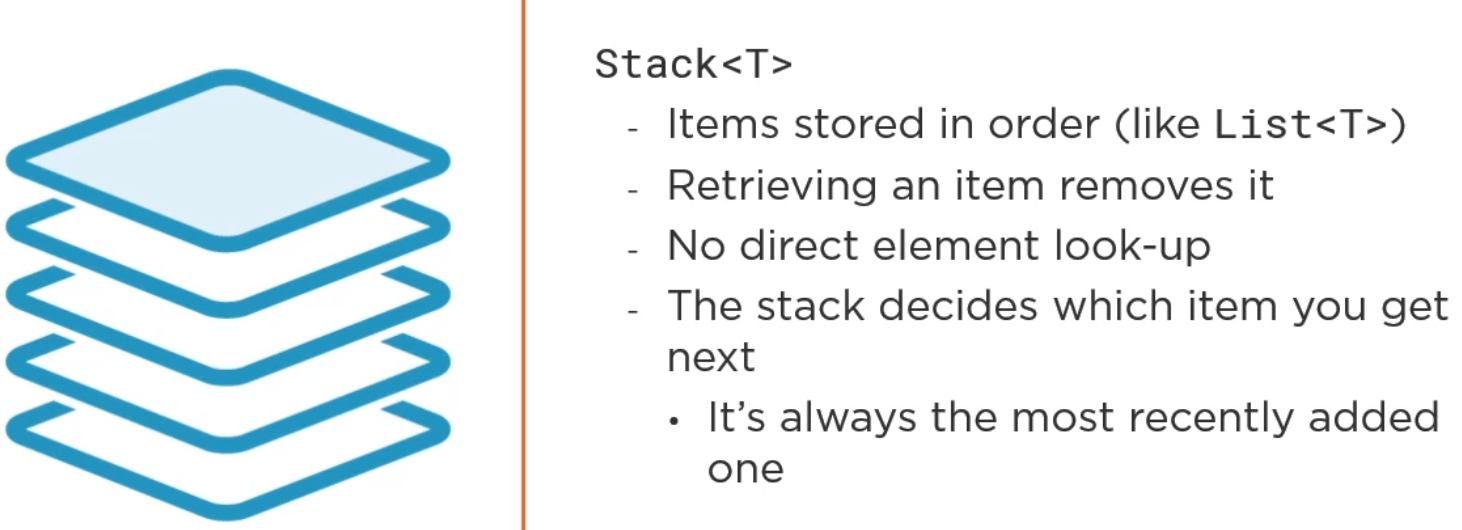 Stack<T>
- Items stored in order (like List<T>)
- Retrieving an item removes it
- No direct element look-up
- The stack decides which item you get
next
• It’s always the most recently added
one